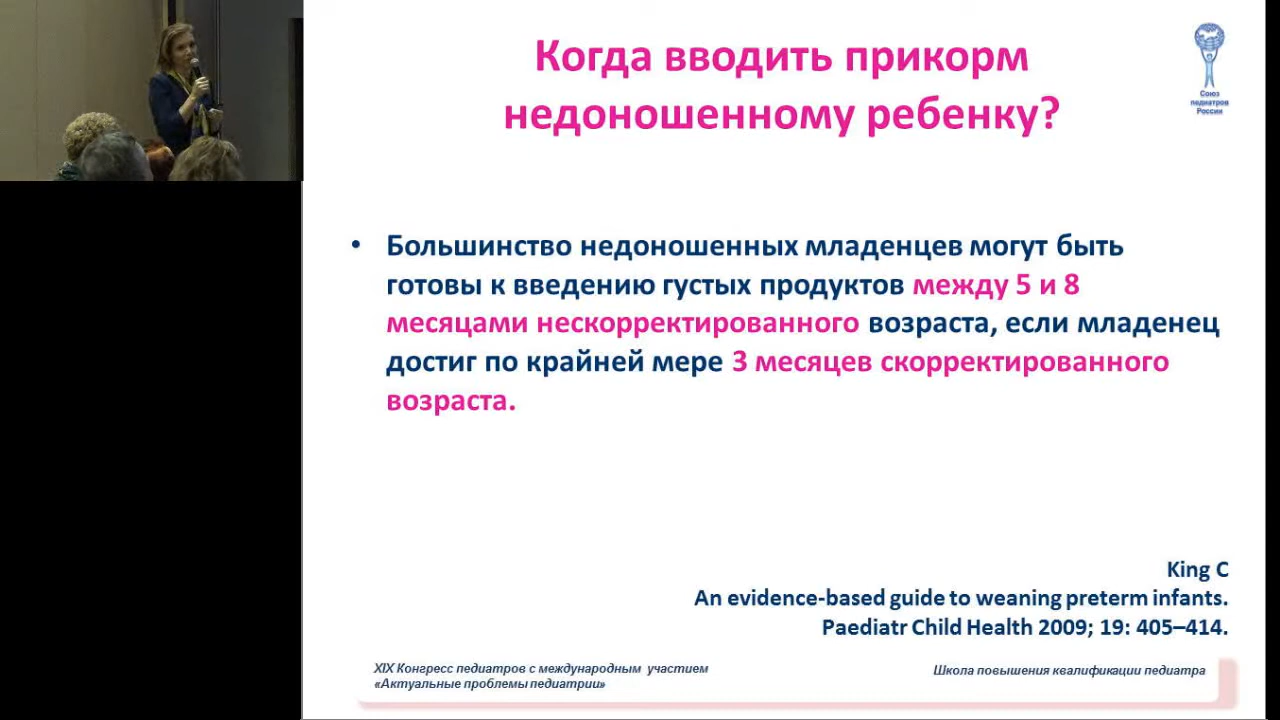 Когда вводить прикорм
недоношенному ребенку?
Союз
педиатров
России
• Большинство недоношенных младенцев могут быть
готовы к введению густых продуктов между 5 и 8
месяцами нескорректированного возраста, если младенец
достиг по крайней мере 3 месяцев скорректированного
возраста.
King C
An evidence-based guide to weaning preterm infants.
Paediatr Child Health 2009; 19: 405–414.
XIX Конгресс педиатров с международным участием
«Актуальные проблемы педиатрии»
Школа повышения квалификации педиатра